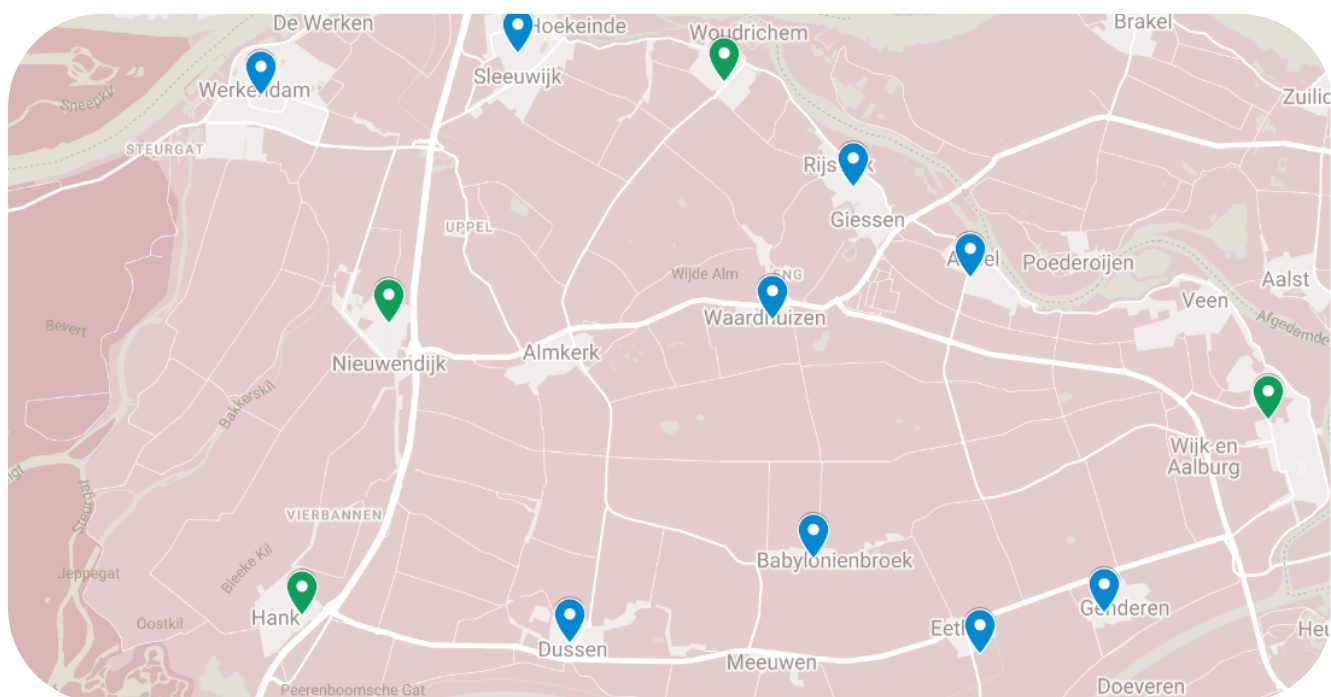 De Werken
Hoekeinde
Woudrichem
Brakel
Sleeuwijk
Werkendam
Sneepkil
Zuilic
STEURGAT
Giessen
UPPEL
Wijde Alm
ENG
Poederoijen
Aalst
Veen
Afgedamde
Bevert
Waardhuizen
Almkerk
Nieuwendijk
Bakkerskil
Wijk en
Aalburg
Steurgat
VIERBANNEN
Babylonienbroek
Bleeke Kil
Jeppegat
Hank
Oostkil
Genderen
Dussen
Meeuwen
Doeveren
Peerenboomsche Gat